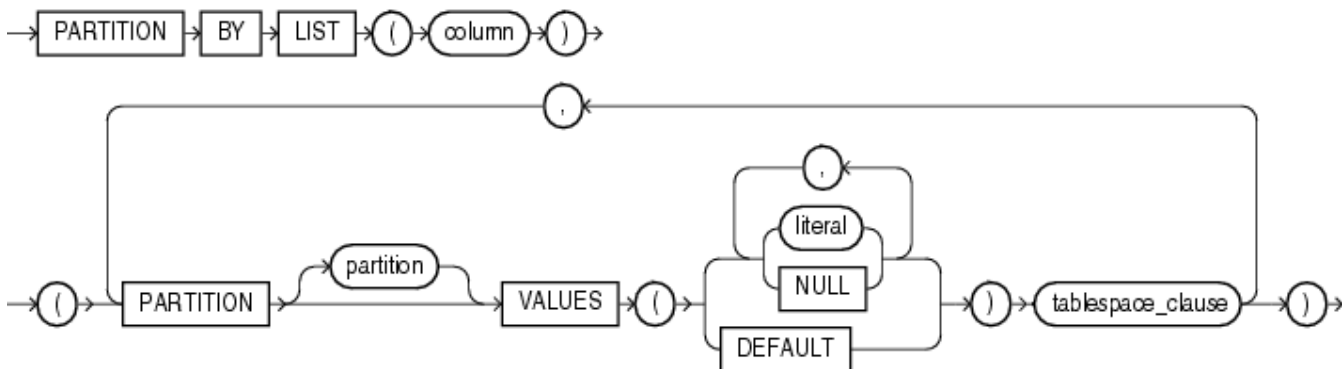 PARTITION BY LIST ( column )
,
,
literal
partition
NULL
( PARTITION VALUES ( ) tablespace_clause )
DEFAULT